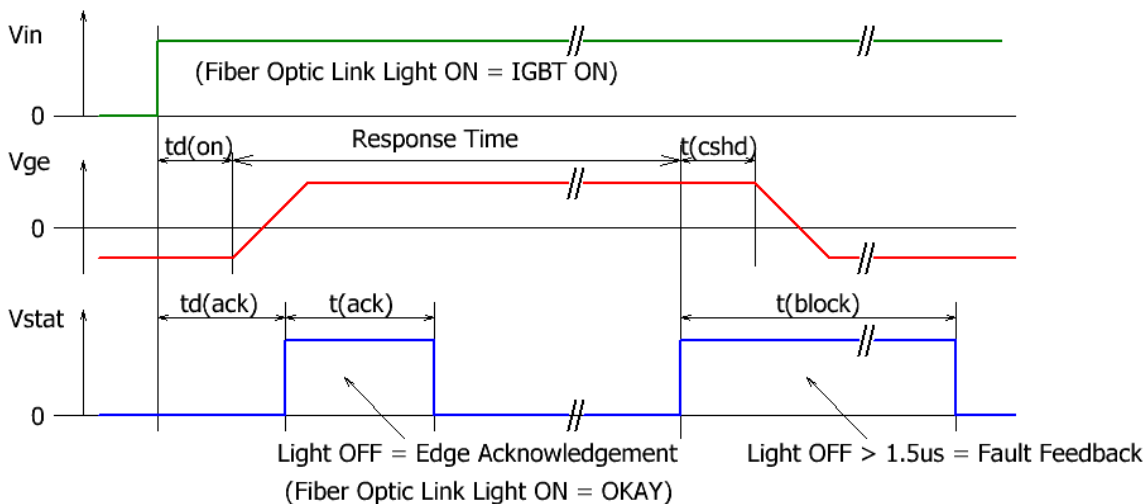 Vin
(Fiber Optic Link Light ON = IGBT ON)
0
td(on)
Response Time
t(cshd)
Vge
0
td(ack)
t(ack)
t(block)
Vstat
0
Light OFF = Edge Acknowledgement
Light OFF > 1.5us = Fault Feedback
(Fiber Optic Link Light ON = OKAY)